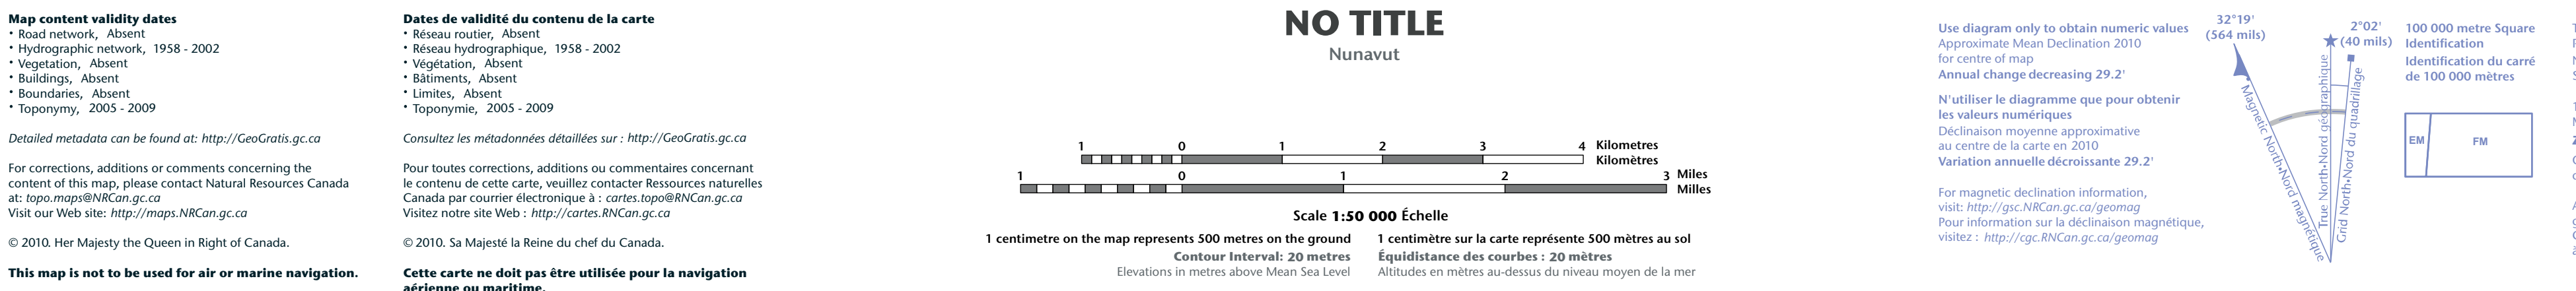 Map content validity dates
• Road network, Absent
• Hydrographic network, 1958 - 2002
• Vegetation, Absent
• Buildings, Absent
• Boundaries, Absent
• Toponymy, 2005 - 2009
Detailed metadata can be found at: http://GeoGratis.gc.ca
For corrections, additions or comments concerning the
content of this map, please contact Natural Resources Canada
at: topo.maps@NRCan.gc.ca
Visit our Web site: http://maps.NRCan.gc.ca
© 2010. Her Majesty the Queen in Right of Canada.
This map is not to be used for air or marine navigation.
Dates de validité du contenu de la carte
• Réseau routier, Absent
• Réseau hydrographique, 1958 - 2002
• Végétation, Absent
• Bâtiments, Absent
• Limites, Absent
• Toponymie, 2005 - 2009
Consultez les métadonnées détaillées sur : http://GeoGratis.gc.ca
Pour toutes corrections, additions ou commentaires concernant
le contenu de cette carte, veuillez contacter Ressources naturelles
Canada par courrier électronique à : cartes.topo@RNCan.gc.ca
Visitez notre site Web : http://cartes.RNCan.gc.ca
© 2010. Sa Majesté la Reine du chef du Canada.
Cette carte ne doit pas être utilisée pour la navigation
aérienne ou maritime.
NO TITLE
Nunavut
1 0 1 2 3 4 Kilometres
Kilomètres
1 0 1 2 3 Miles
Milles
Scale 1:50 000 Échelle
1 centimetre on the map represents 500 metres on the ground
Contour Interval: 20 metres
Elevations in metres above Mean Sea Level
1 centimètre sur la carte représente 500 mètres au sol
Équidistance des courbes : 20 mètres
Altitudes en mètres au-dessus du niveau moyen de la mer
Use diagram only to obtain numeric values
Approximate Mean Declination 2010
for centre of map
Annual change decreasing 29.2'
N'utiliser le diagramme que pour obtenir
les valeurs numériques
Déclinaison moyenne approximative
au centre de la carte en 2010
Variation annuelle décroissante 29.2'
For magnetic declination information,
visit: http://gsc.NRCan.gc.ca/geomag
Pour information sur la déclinaison magnétique,
visitez : http://cgc.RNCan.gc.ca/geomag
32°19'
(564 mils)
2°02'
(40 mils)
Magnetic North•Nord magnétique
True North•Nord géographique
Grid North•Nord du quadrillage
100 000 metre Square
Identification
Identification du carré
de 100 000 mètres
EM FM